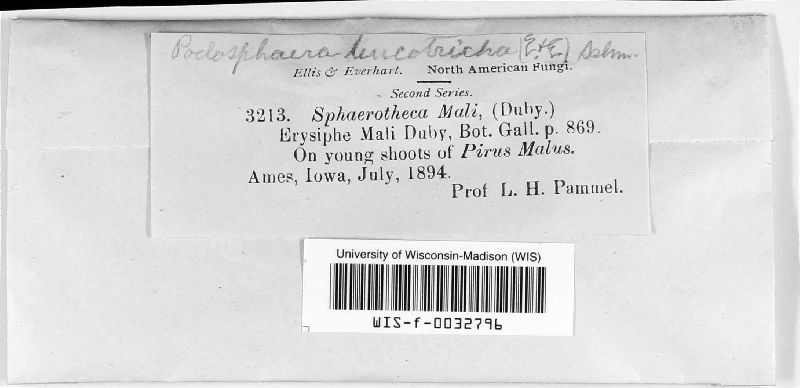 Podosphaera leucotricha (E. & E.) Salm.
Ellis & Everhart. North American Fungi.
Second Series.
3213. Sphaerotheca Mali, (Duby.)
Erysiphe Mali Duby, Bot. Gall. p. 869.
On young shoots of Pirus Malus.
Ames, Iowa, July, 1894.
Prof L. H. Pammel.
University of Wisconsin-Madison (WIS)
WIS-f-0032796